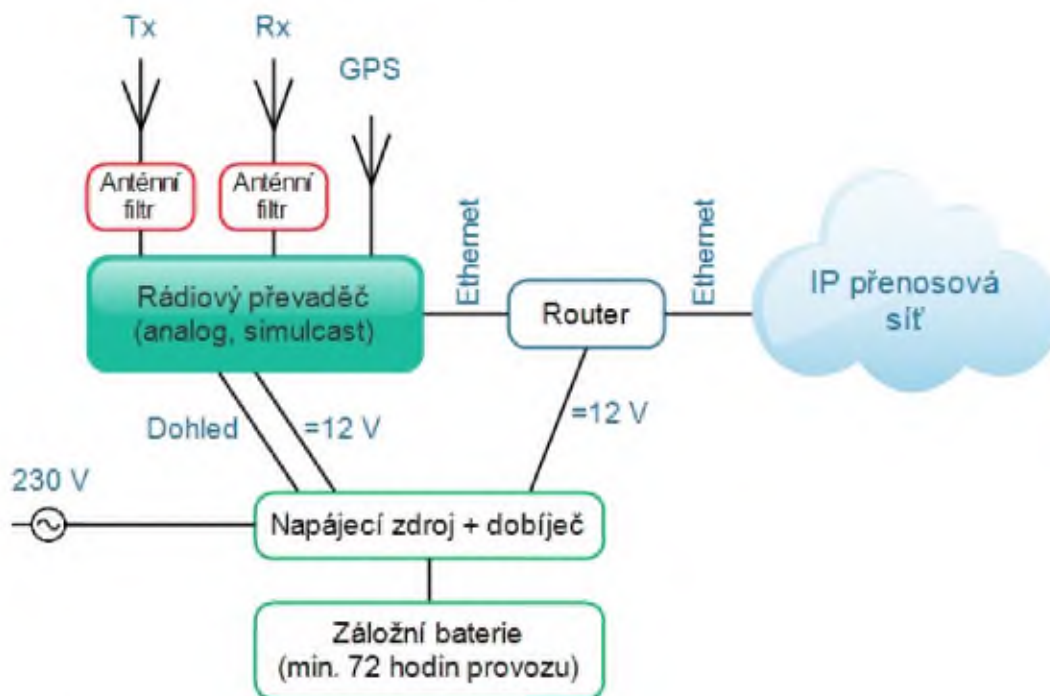 Tx
Rx
GPS
Anténní
filtr
Anténní
filtr
Ethernet
Ethernet
Rádiový převaděč
(analog, simulcast)
Router
IP přenosová
síť
Dohled
=12 V
=12 V
230 V
Napájecí zdroj + dobíječ
Záložní baterie
(min. 72 hodin provozu)